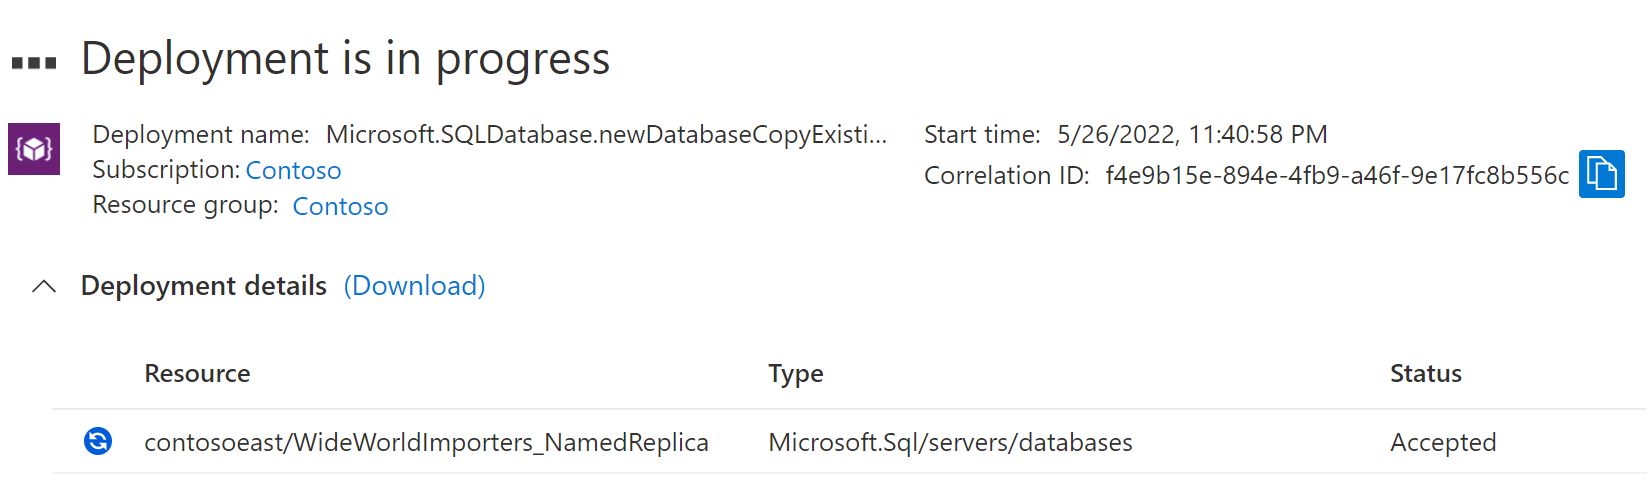 Deployment is in progress
Deployment name: Microsoft.SQLDatabase.newDatabaseCopyExisti...
Subscription: Contoso
Resource group: Contoso
Start time: 5/26/2022, 11:40:58 PM
Correlation ID: f4e9b15e-894e-4fb9-a46f-9e17fc8b556c
Deployment details (Download)
Resource Type Status
contosoeast/WideWorldImporters_NamedReplica Microsoft.Sql/servers/databases Accepted